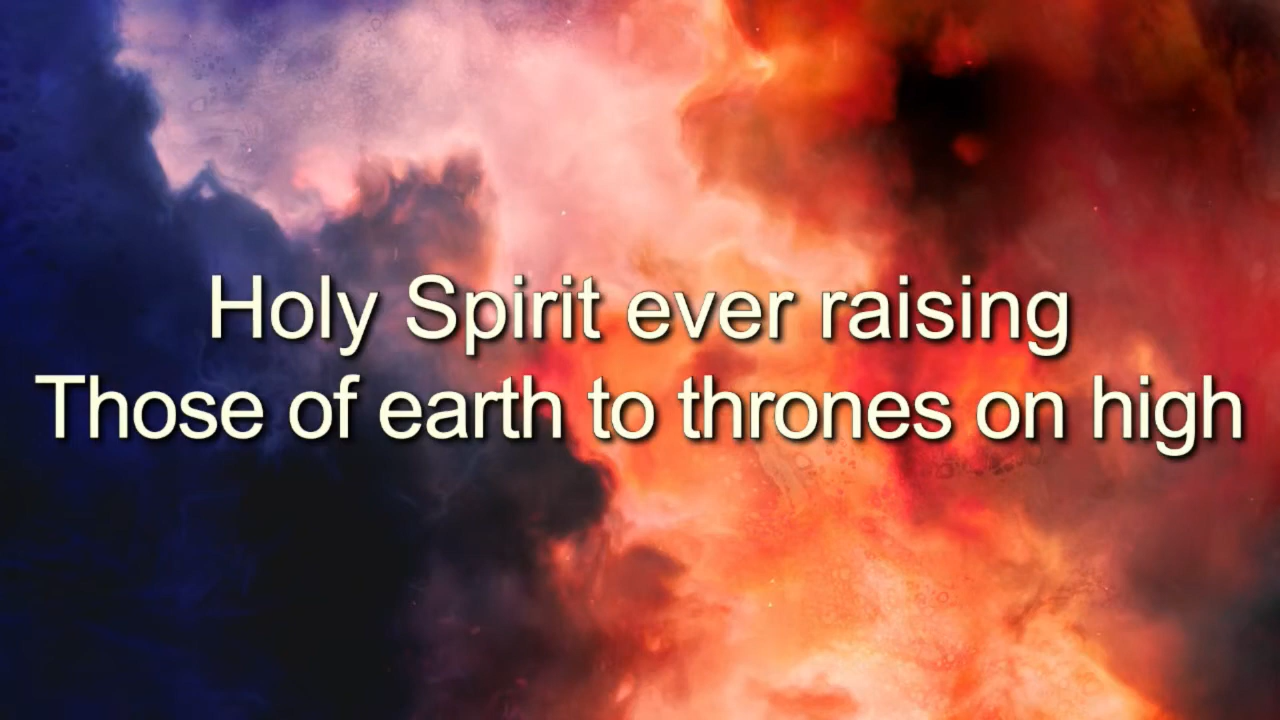 Holy Spirit ever raising
Those of earth to thrones on high